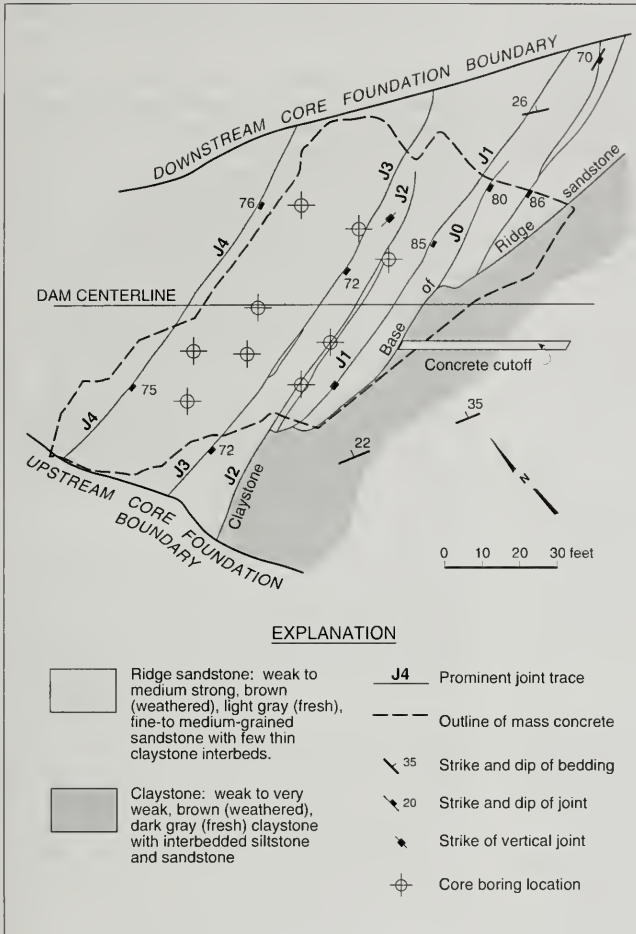 DOWNSTREAM CORE FOUNDATION BOUNDARY
70
26
J3
J1
J2
76
80
86
sandstone
Ridge
J4
J0
85
72
of
DAM CENTERLINE
Base
J1
Concrete cutoff
75
35
J4
72
22
J3
J2
Claystone
N
UPSTREAM CORE FOUNDATION
BOUNDARY
0 10 20 30 feet
EXPLANATION
Ridge sandstone: weak to
medium strong, brown
(weathered), light gray (fresh),
fine-to medium-grained
sandstone with few thin
claystone interbeds.
Claystone: weak to very
weak, brown (weathered),
dark gray (fresh) claystone
with interbedded siltstone
and sandstone
J4 Prominent joint trace
Outline of mass concrete
35 Strike and dip of bedding
20 Strike and dip of joint
Strike of vertical joint
Core boring location